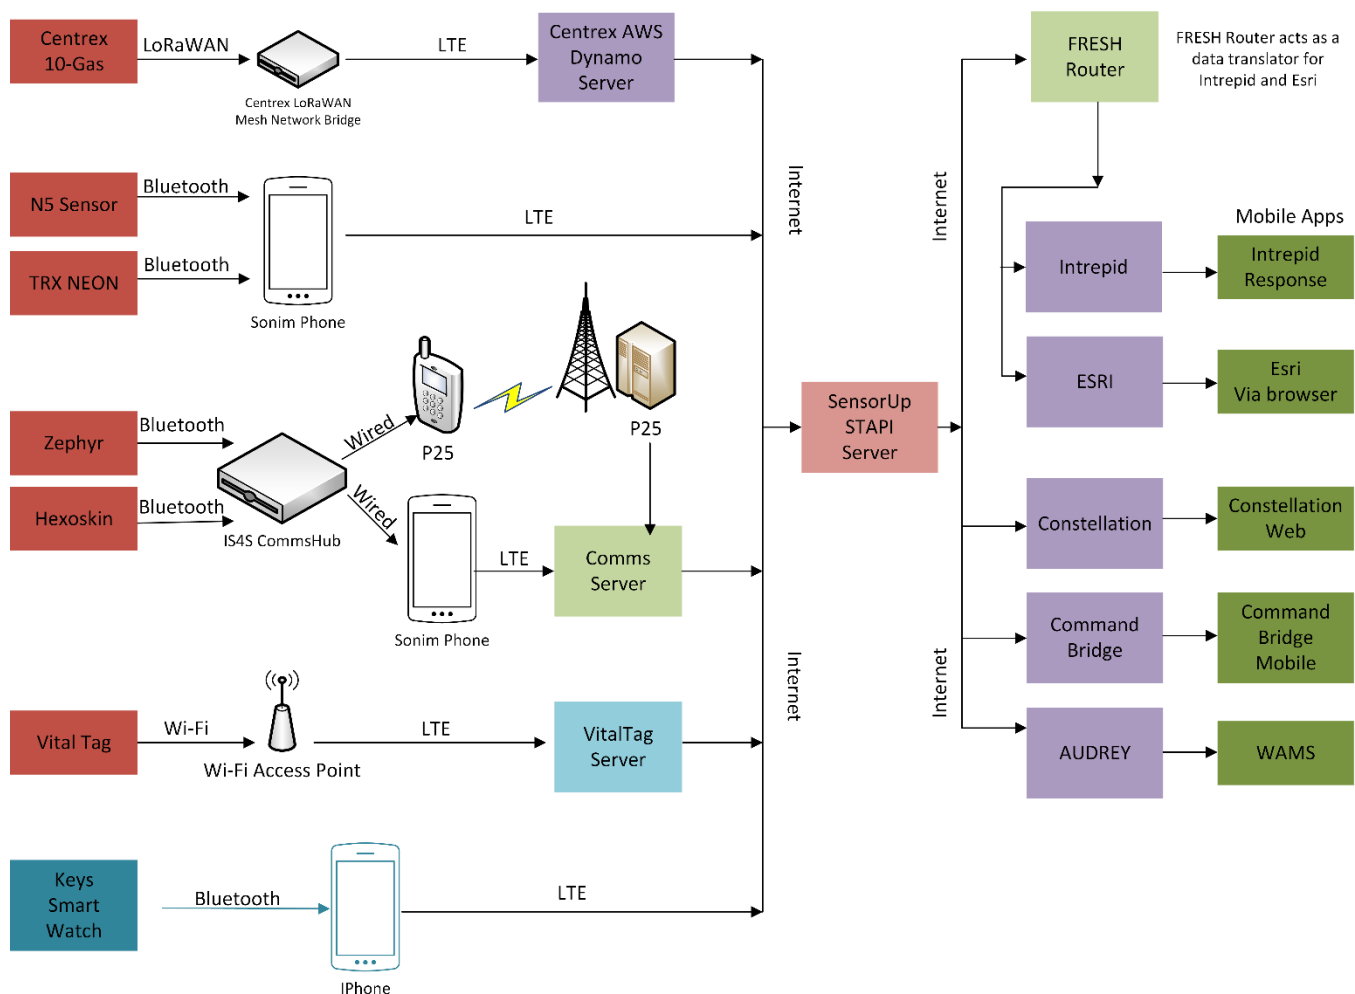 Centrex
10-Gas
LoRaWAN
Centrex LoRaWAN
Mesh Network Bridge
LTE
Centrex AWS
Dynamo
Server
N5 Sensor
Bluetooth
TRX NEON
Bluetooth
Sonim Phone
LTE
Internet
Zephyr
Bluetooth
Hexoskin
Bluetooth
IS4S CommsHub
Wired
P25
P25
Wired
Sonim Phone
LTE
Comms
Server
Vital Tag
Wi-Fi
Wi-Fi Access Point
LTE
VitalTag
Server
Internet
Keys
Smart
Watch
Bluetooth
IPhone
LTE
SensorUp
STAPI
Server
Internet
Internet
FRESH
Router
FRESH Router acts as a
data translator for
Intrepid and Esri
Mobile Apps
Intrepid
Intrepid
Response
ESRI
Esri
Via browser
Constellation
Constellation
Web
Command
Bridge
Command
Bridge
Mobile
AUDREY
WAMS